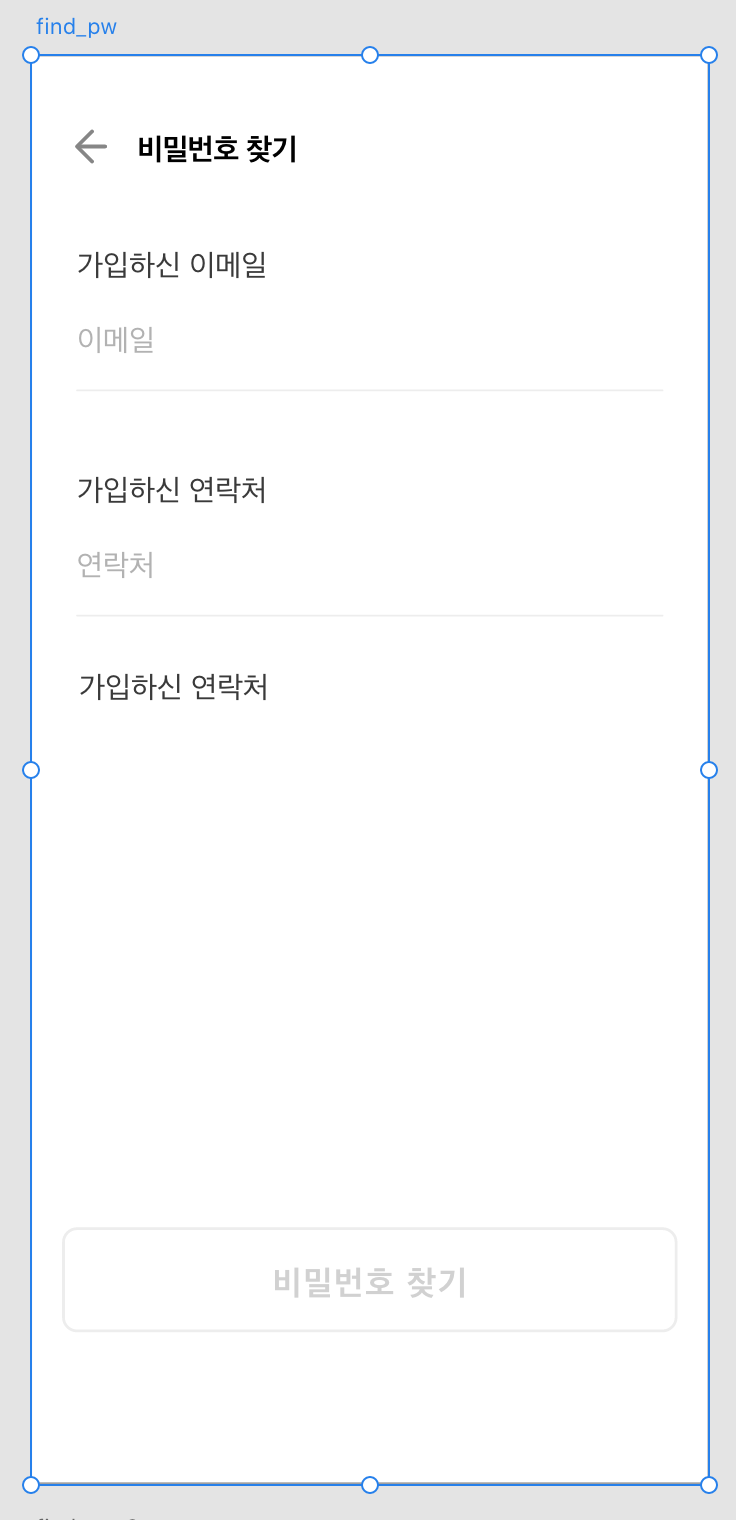 find_pw
비밀번호 찾기
가입하신 이메일
이메일
가입하신 연락처
연락처
가입하신 연락처
비밀번호 찾기